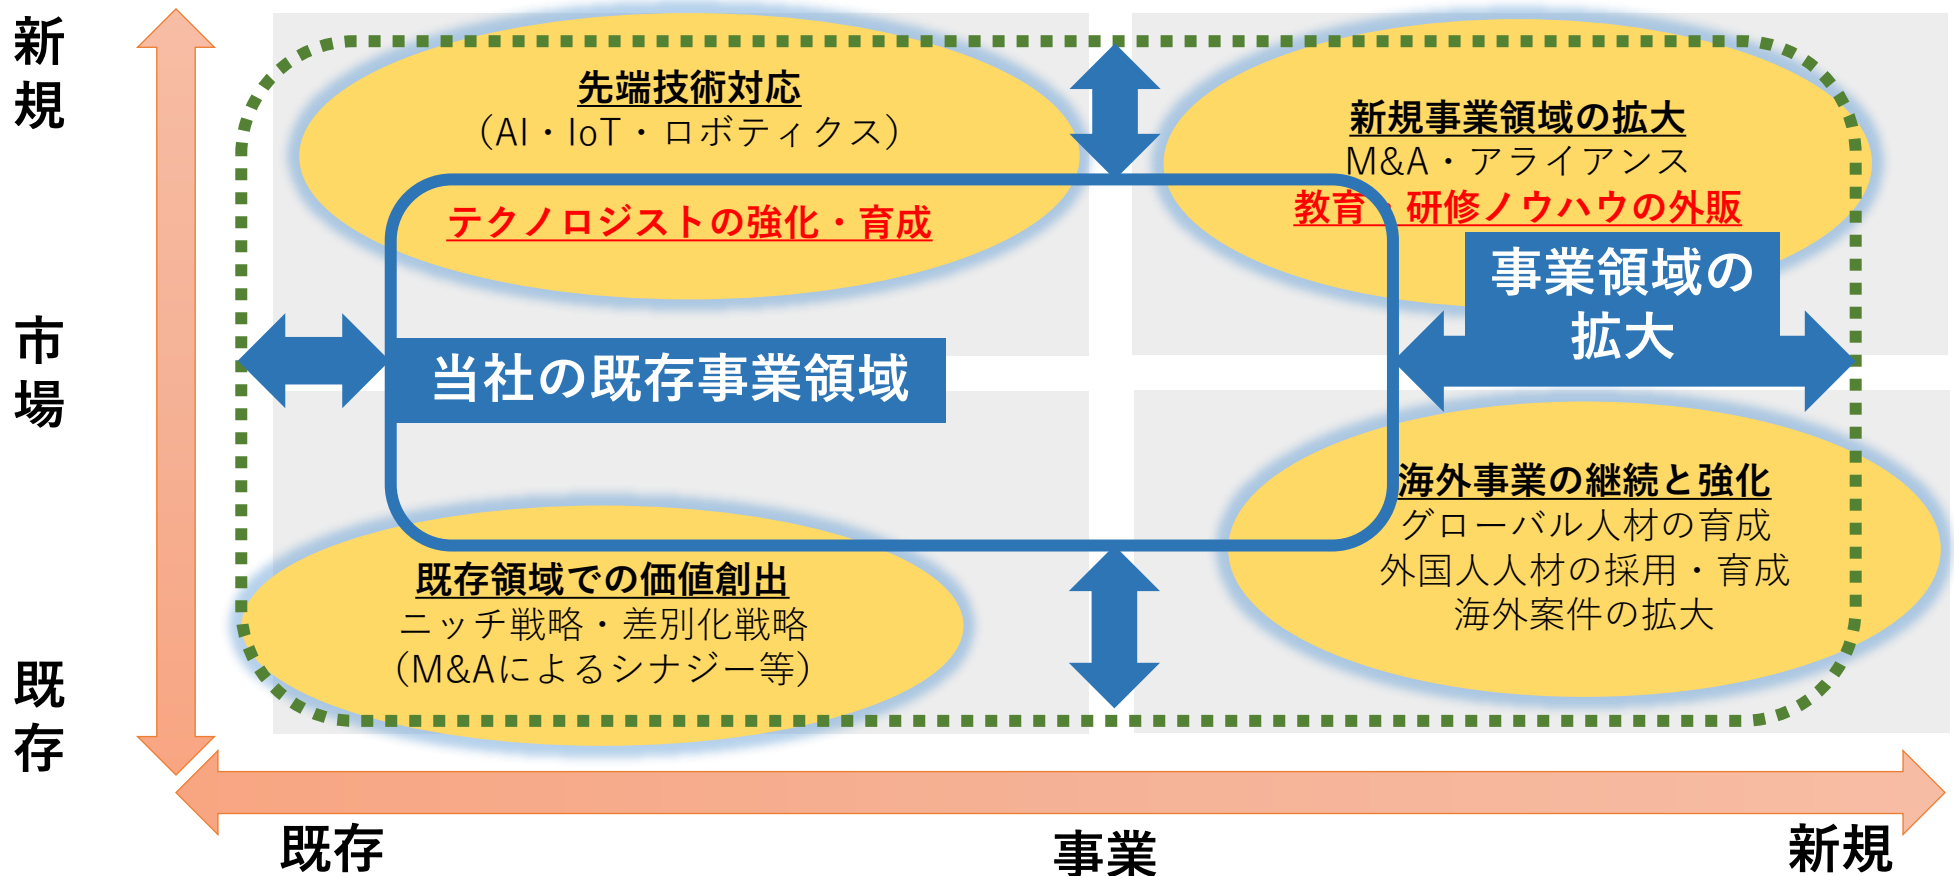 新規
市場
既存
先端技術対応
（AI・IoT・ロボティクス）
テクノロジストの強化・育成
新規事業領域の拡大
M&A・アライアンス
教育・研修ノウハウの外販
事業領域の
拡大
当社の既存事業領域
既存領域での価値創出
ニッチ戦略・差別化戦略
（M&Aによるシナジー等）
海外事業の継続と強化
グローバル人材の育成
外国人人材の採用・育成
海外案件の拡大
既存
事業
新規